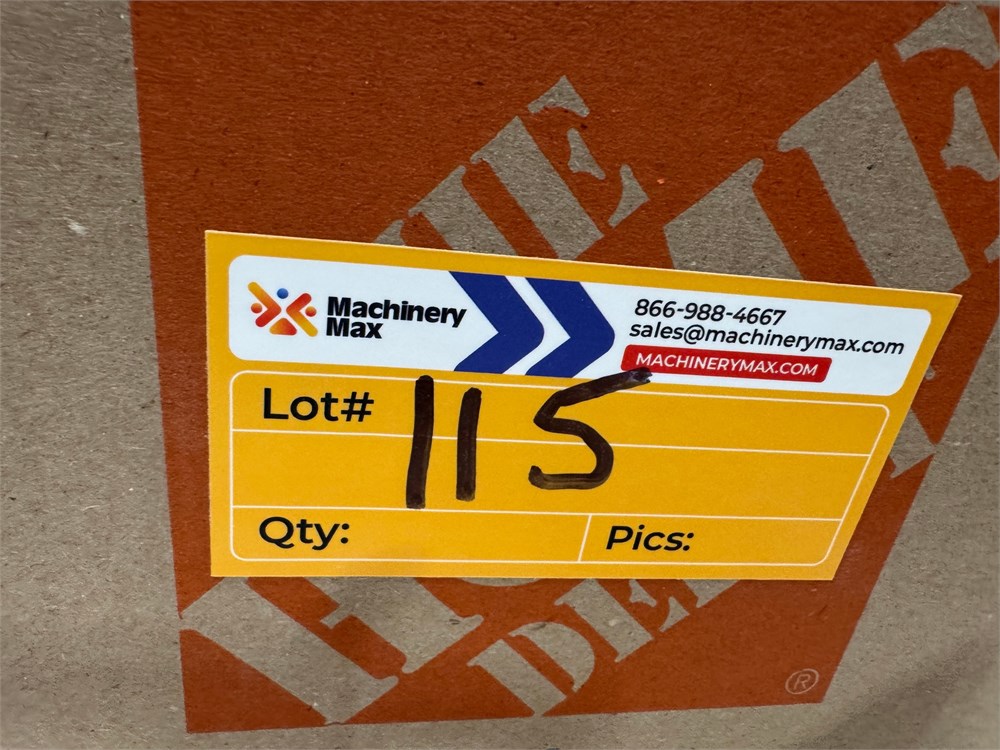 Machinery
Max
866-988-4667
sales@machinerymax.com
MACHINERYMAX.COM
Lot# 115
Qty:
Pics:
®